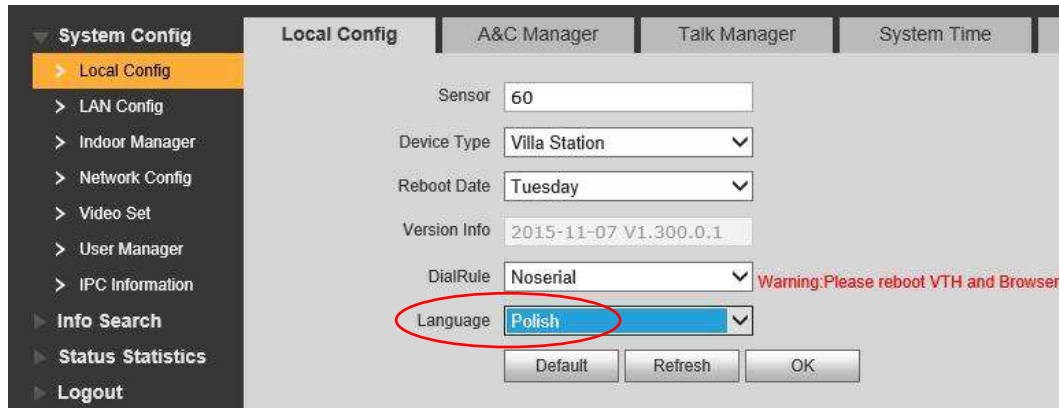 System Config
Local Config
LAN Config
Indoor Manager
Network Config
Video Set
User Manager
IPC Information
Info Search
Status Statistics
Logout
Local Config A&C Manager Talk Manager System Time
Sensor 60
Device Type Villa Station
Reboot Date Tuesday
Version Info 2015-11-07 V1.300.0.1
DialRule Noserial Warning:Please reboot VTH and Browser
Language Polish
Default Refresh OK